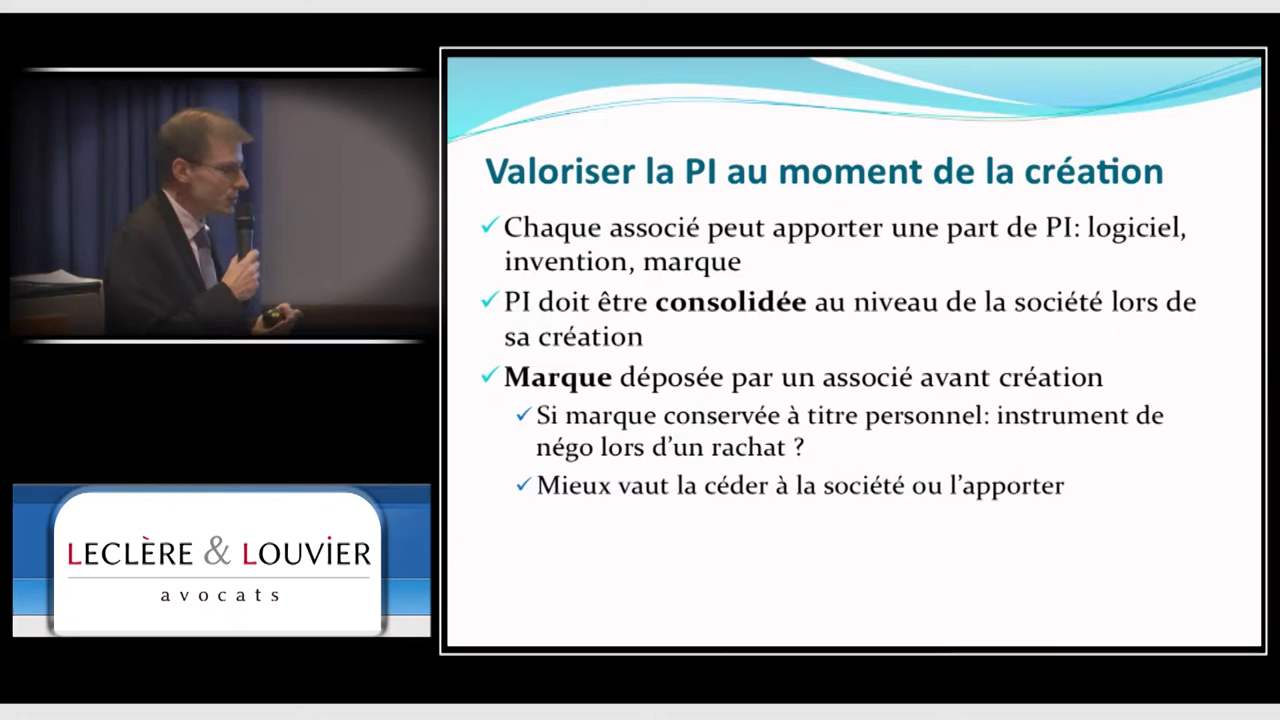 Valoriser la PI au moment de la création
Chaque associé peut apporter une part de PI: logiciel,
invention, marque
PI doit être consolidée au niveau de la société lors de
sa création
Marque déposée par un associé avant création
Si marque conservée à titre personnel: instrument de
négo lors d’un rachat ?
Mieux vaut la céder à la société ou l’apporter
LECLÈRE & LOUVIER
avocats